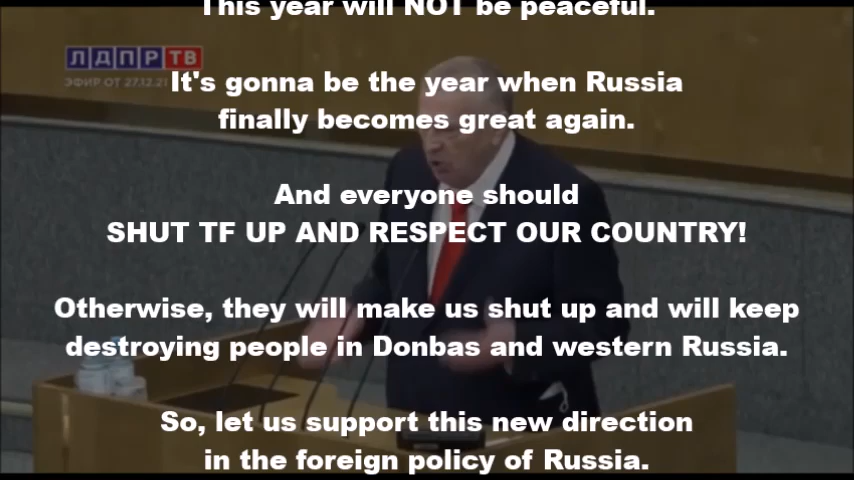 This year will NOT be peaceful.
ЛДПР ТВ
ЭФИР ОТ 27.12.21
It's gonna be the year when Russia
finally becomes great again.
And everyone should
SHUT TF UP AND RESPECT OUR COUNTRY!
Otherwise, they will make us shut up and will keep
destroying people in Donbas and western Russia.
So, let us support this new direction
in the foreign policy of Russia.